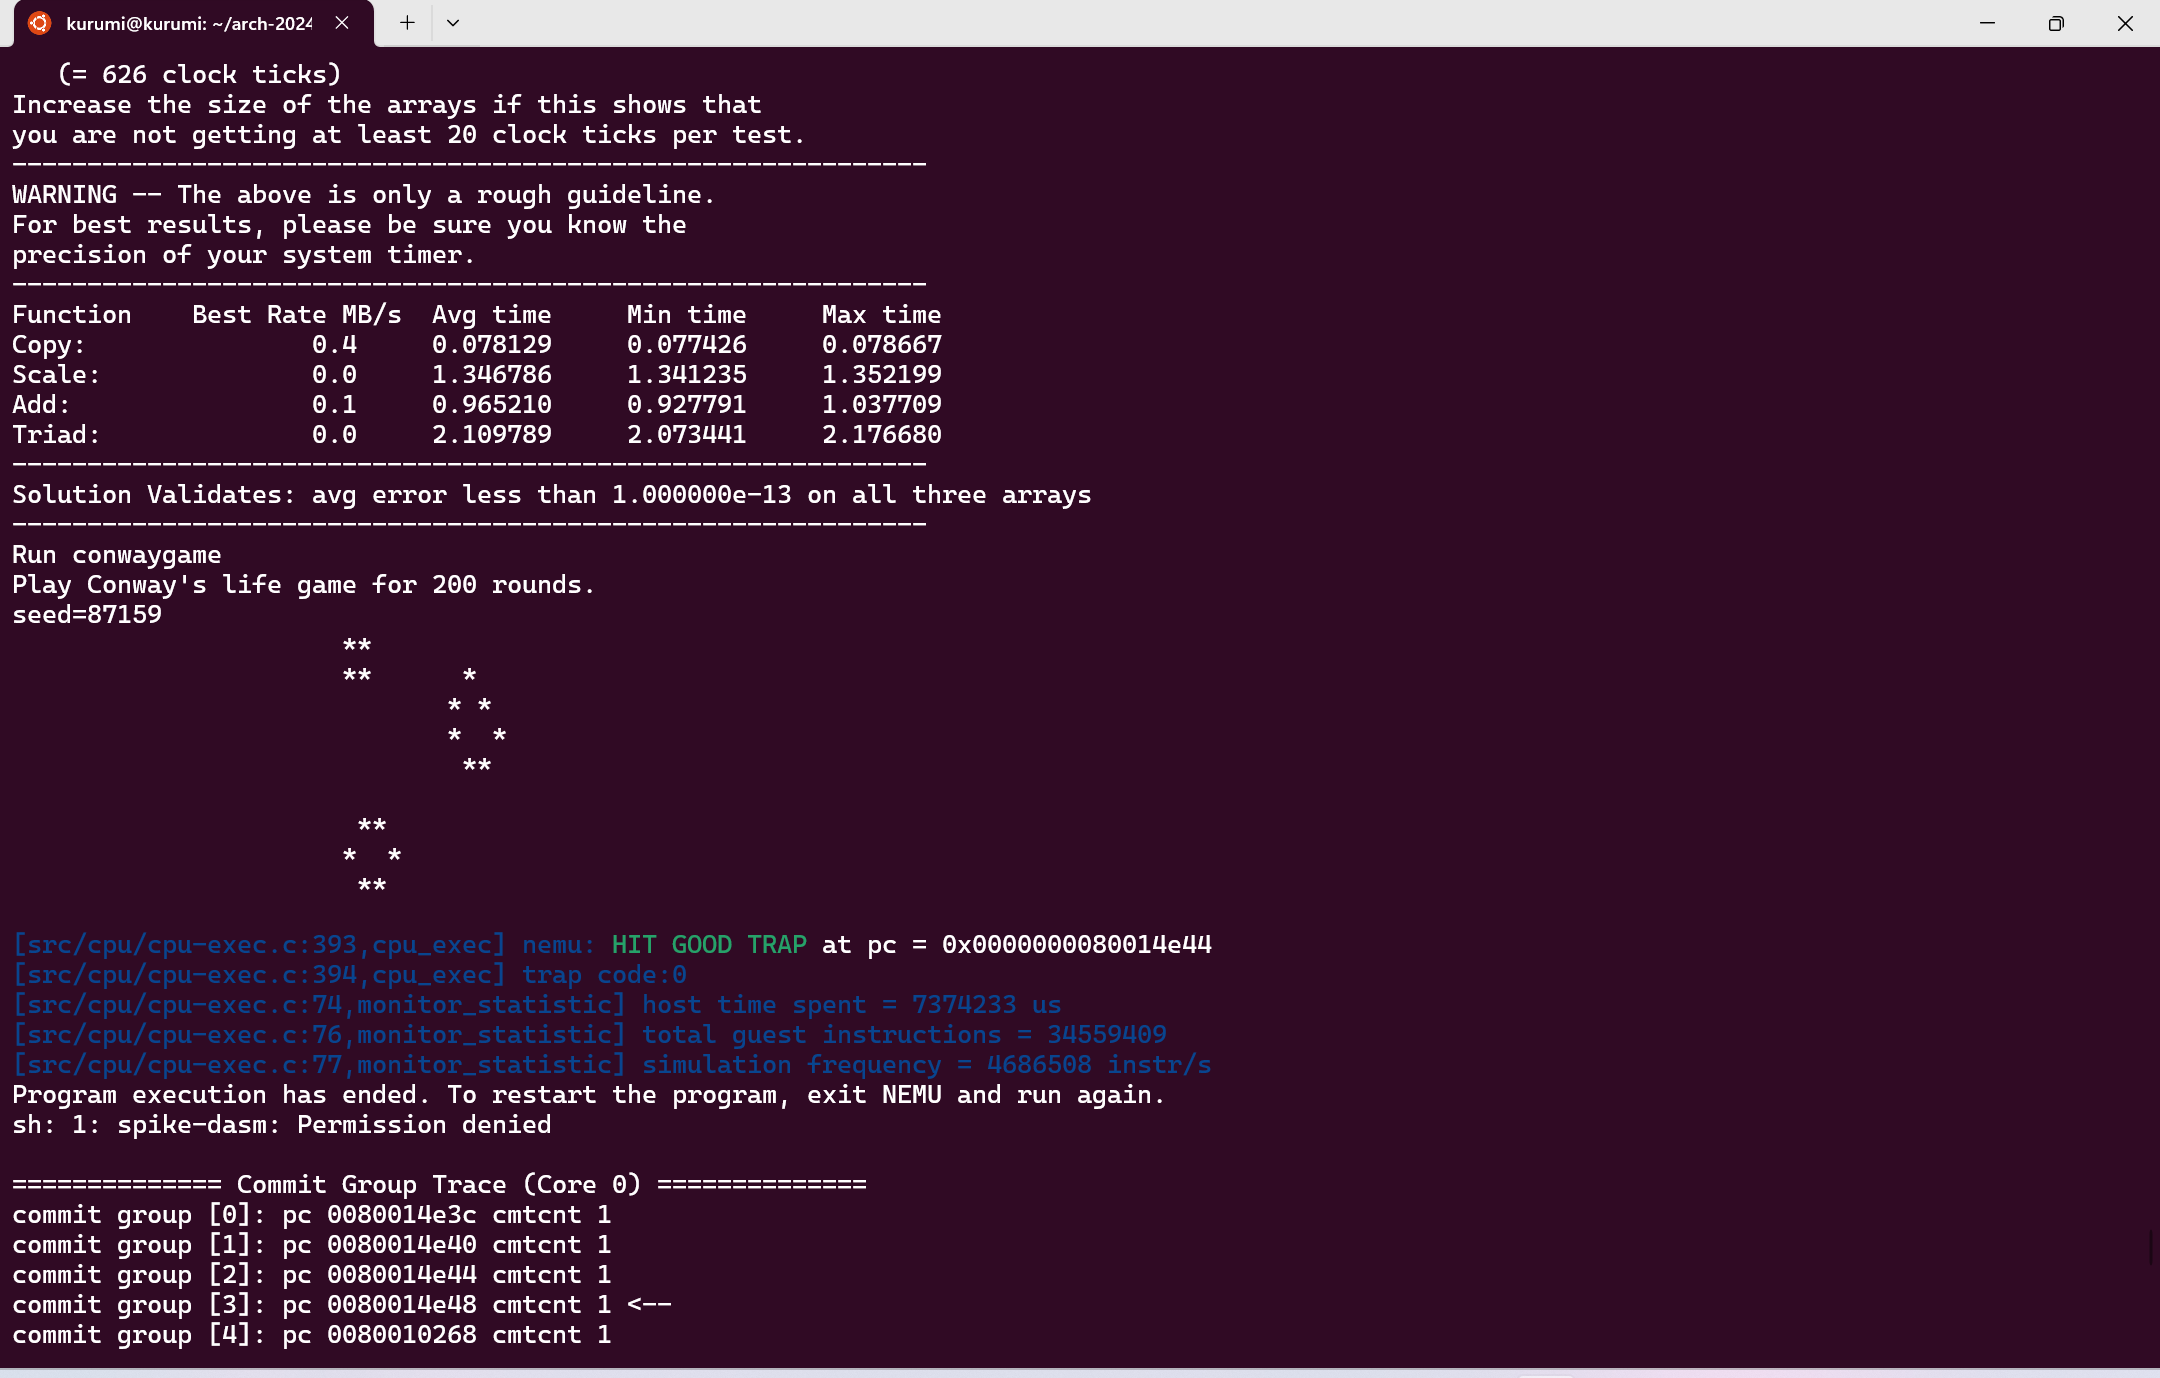 kurumi@kurumi: ~/arch-2024
   (= 626 clock ticks)
Increase the size of the arrays if this shows that
you are not getting at least 20 clock ticks per test.
-------------------------------------------------------------
WARNING -- The above is only a rough guideline.
For best results, please be sure you know the
precision of your system timer.
-------------------------------------------------------------
Function    Best Rate MB/s  Avg time     Min time     Max time
Copy:               0.4     0.078129     0.077426     0.078667
Scale:              0.0     1.346786     1.341235     1.352199
Add:                0.1     0.965210     0.927791     1.037709
Triad:              0.0     2.109789     2.073441     2.176680
-------------------------------------------------------------
Solution Validates: avg error less than 1.000000e-13 on all three arrays
-------------------------------------------------------------
Run conwaygame
Play Conway's life game for 200 rounds.
seed=87159
                      **
                      **      *
                             * *
                             *  *
                              **

                       **
                      *  *
                       **

[src/cpu/cpu-exec.c:393,cpu_exec] nemu: HIT GOOD TRAP at pc = 0x0000000080014e44
[src/cpu/cpu-exec.c:394,cpu_exec] trap code:0
[src/cpu/cpu-exec.c:74,monitor_statistic] host time spent = 7374233 us
[src/cpu/cpu-exec.c:76,monitor_statistic] total guest instructions = 34559409
[src/cpu/cpu-exec.c:77,monitor_statistic] simulation frequency = 4686508 instr/s
Program execution has ended. To restart the program, exit NEMU and run again.
sh: 1: spike-dasm: Permission denied

============== Commit Group Trace (Core 0) ==============
commit group [0]: pc 0080014e3c cmtcnt 1
commit group [1]: pc 0080014e40 cmtcnt 1
commit group [2]: pc 0080014e44 cmtcnt 1
commit group [3]: pc 0080014e48 cmtcnt 1 <--
commit group [4]: pc 0080010268 cmtcnt 1